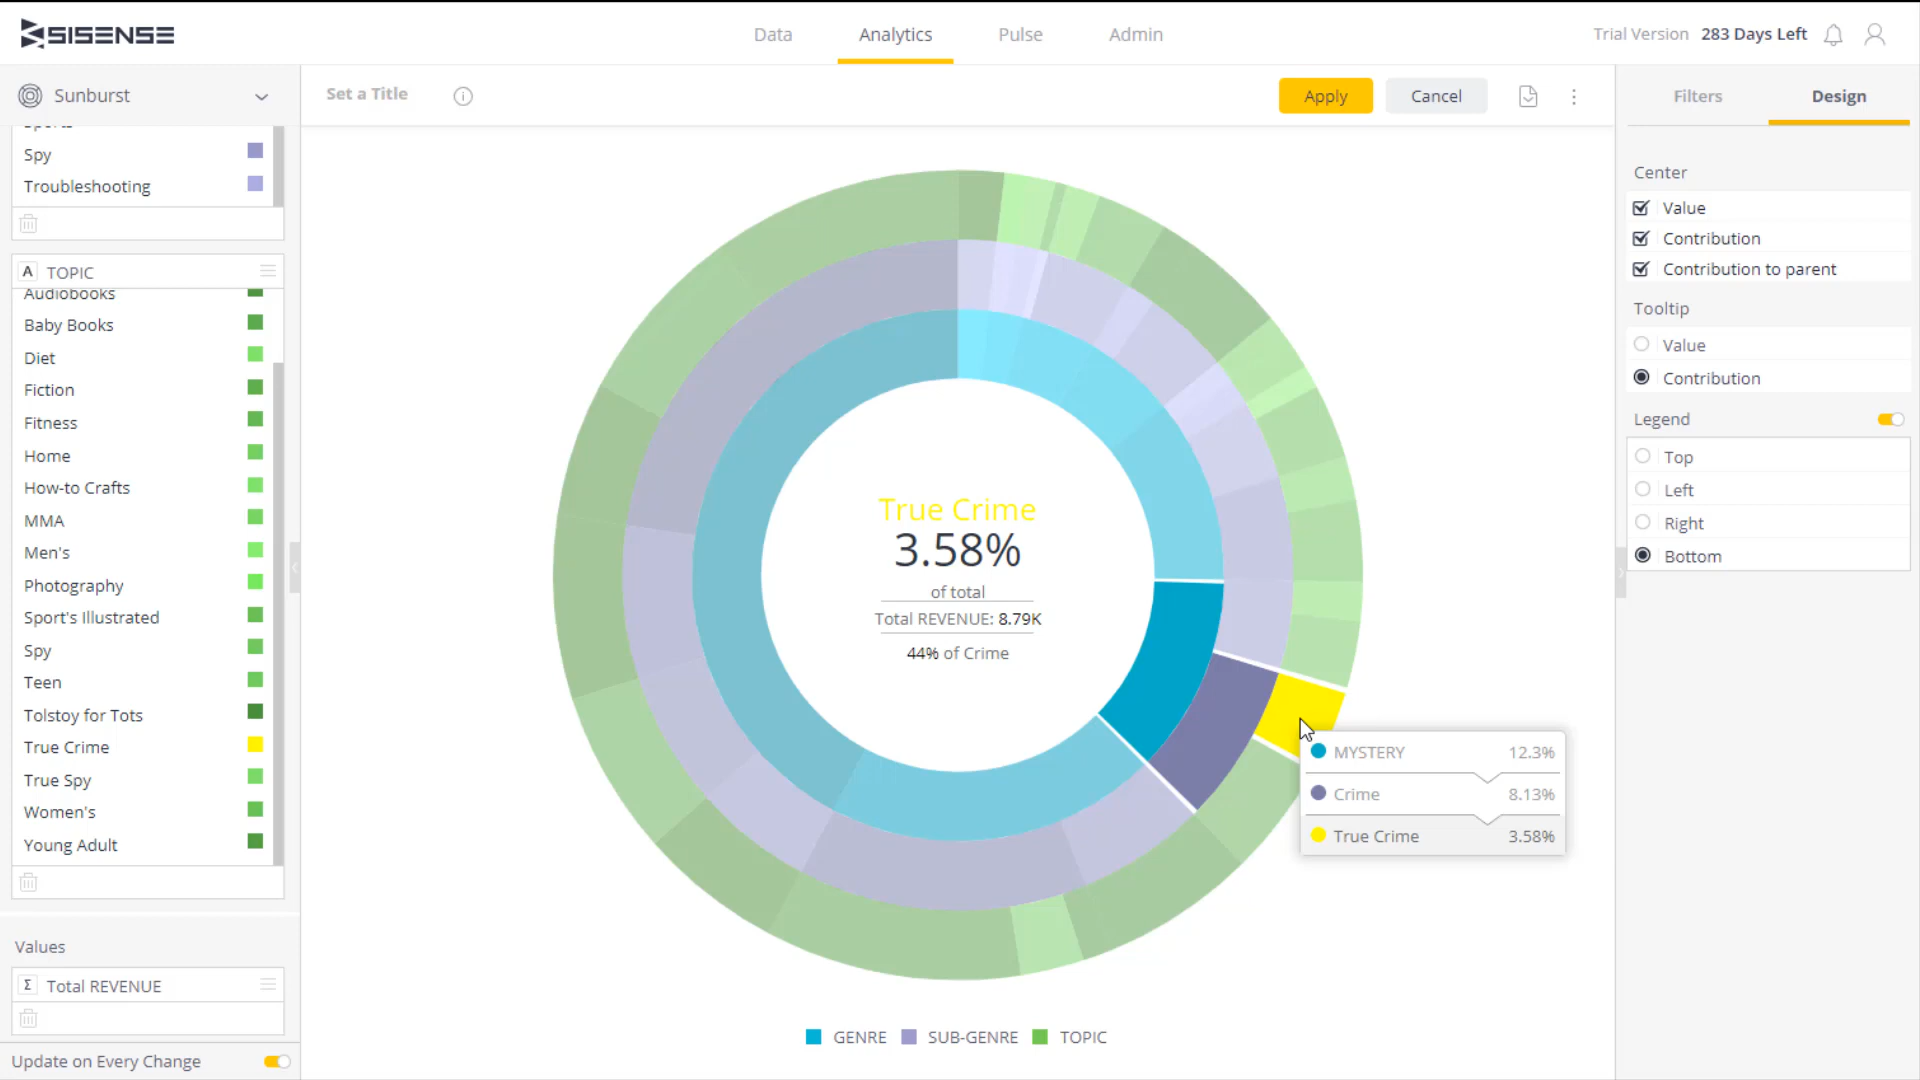 SISENSE
Data
Analytics
Pulse
Admin
Trial Version 283 Days Left
Sunburst
Set a Title
Apply
Cancel
Filters
Design
Sports
Spy
Troubleshooting
A TOPIC
Audiobooks
Baby Books
Diet
Fiction
Fitness
Home
How-to Crafts
MMA
Men's
Photography
Sport's Illustrated
Spy
Teen
Tolstoy for Tots
True Crime
True Spy
Women's
Young Adult
Values
Σ Total REVENUE
Update on Every Change
True Crime
3.58%
of total
Total REVENUE: 8.79K
44% of Crime
MYSTERY 12.3%
Crime 8.13%
True Crime 3.58%
GENRE SUB-GENRE TOPIC
Center
Value
Contribution
Contribution to parent
Tooltip
Value
Contribution
Legend
Top
Left
Right
Bottom